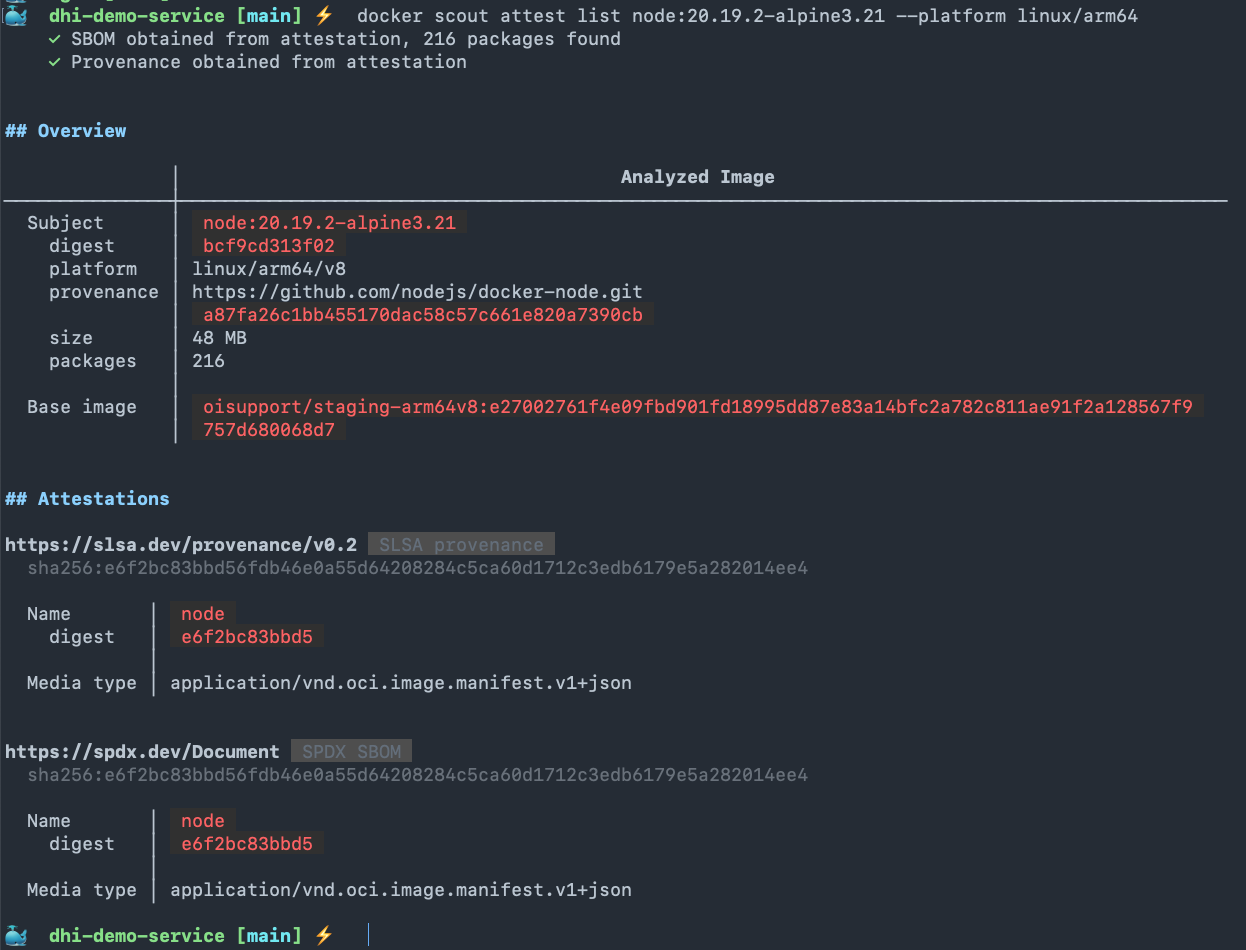 dhi-demo-service [main] ⚡ docker scout attest list node:20.19.2-alpine3.21 --platform linux/arm64
✓ SBOM obtained from attestation, 216 packages found
✓ Provenance obtained from attestation
## Overview
Analyzed Image
Subject node:20.19.2-alpine3.21
digest bcf9cd313f02
platform linux/arm64/v8
provenance https://github.com/nodejs/docker-node.git
a87fa26c1bb455170dac58c57c661e820a7390cb
size 48 MB
packages 216
Base image oisupport/staging-arm64v8:e27002761f4e09fbd901fd18995dd87e83a14bfc2a782c811ae91f2a128567f9
757d680068d7
## Attestations
https://slsa.dev/provenance/v0.2 SLSA provenance
sha256:e6f2bc83bbd56fdb46e0a55d64208284c5ca60d1712c3edb6179e5a282014ee4
Name node
digest e6f2bc83bbd5
Media type application/vnd.oci.image.manifest.v1+json
https://spdx.dev/Document SPDX SBOM
sha256:e6f2bc83bbd56fdb46e0a55d64208284c5ca60d1712c3edb6179e5a282014ee4
Name node
digest e6f2bc83bbd5
Media type application/vnd.oci.image.manifest.v1+json
dhi-demo-service [main] ⚡